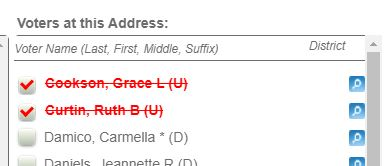 Voters at this Address:
Voter Name (Last, First, Middle, Suffix) District
Cookson, Grace L (U)
Curtin, Ruth B (U)
Damico, Carmella * (D)
Daniels, Jeannette R (D)